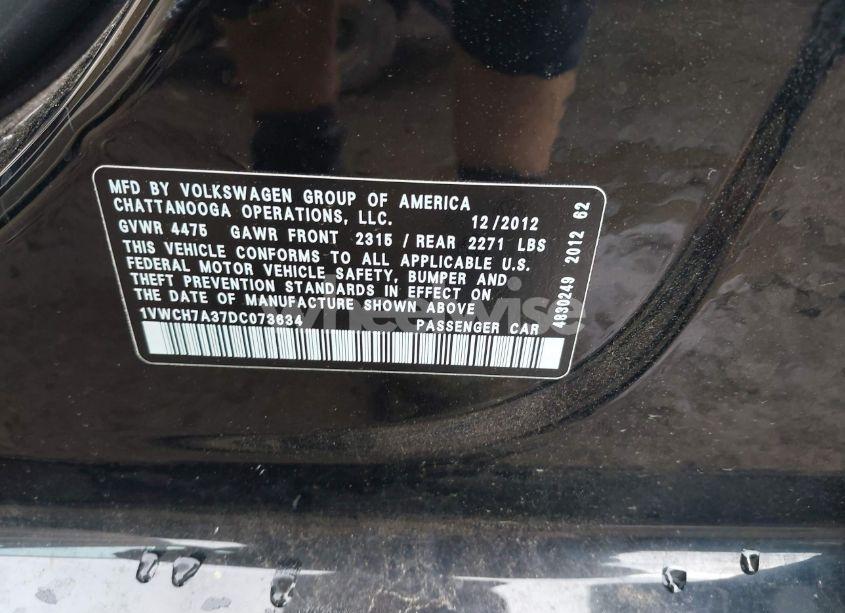 MFD BY VOLKSWAGEN GROUP OF AMERICA
CHATTANOOGA OPERATIONS, LLC. 12/2012
GVWR 4475 GAWR FRONT 2315 / REAR 2271 LBS
THIS VEHICLE CONFORMS TO ALL APPLICABLE U.S.
FEDERAL MOTOR VEHICLE SAFETY, BUMPER AND
THEFT PREVENTION STANDARDS IN EFFECT ON
THE DATE OF MANUFACTURE SHOWN ABOVE
1VWCH7A37DC073634 PASSENGER CAR
4830249 2012 62
wheelwise